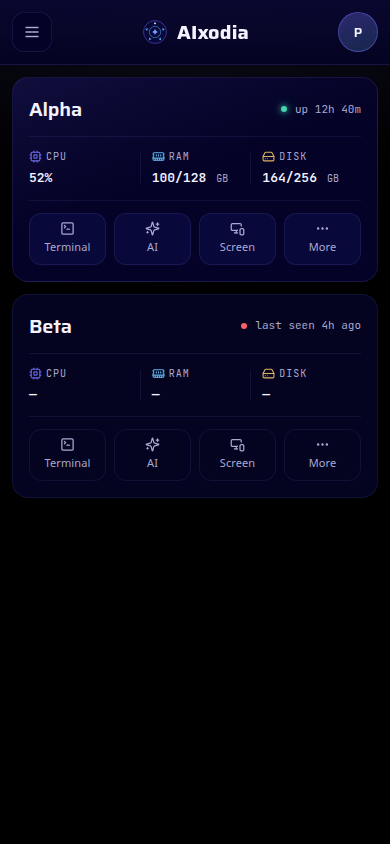 AIxodia
P
Alpha
up 12h 40m
CPU
RAM
DISK
52%
100/128 GB
164/256 GB
Terminal
AI
Screen
More
Beta
last seen 4h ago
CPU
RAM
DISK
—
—
—
Terminal
AI
Screen
More